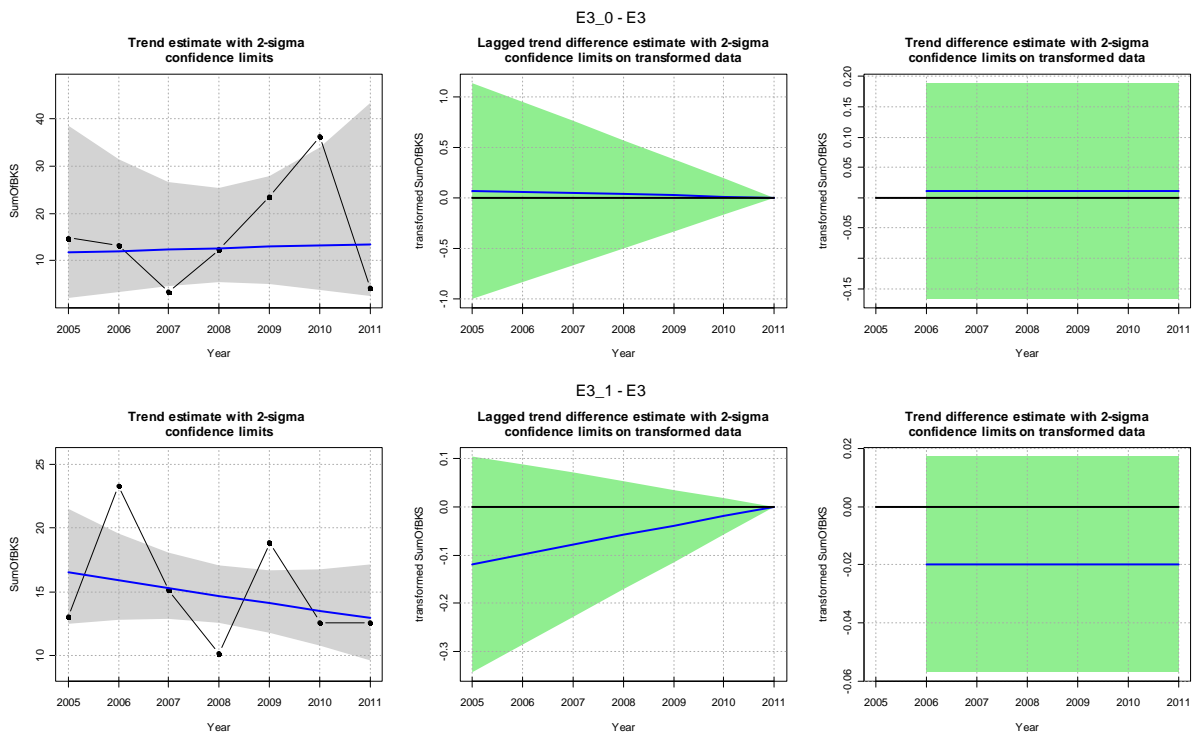 E3_0 - E3
Trend estimate with 2-sigma
confidence limits
SumOfBKS
40
30
20
10
2005 2006 2007 2008 2009 2010 2011
Year
Lagged trend difference estimate with 2-sigma
confidence limits on transformed data
transformed SumOfBKS
1.0
0.5
0.0
-0.5
-1.0
2005 2006 2007 2008 2009 2010 2011
Year
Trend difference estimate with 2-sigma
confidence limits on transformed data
transformed SumOfBKS
0.20
0.15
0.10
0.05
-0.05
-0.15
2005 2006 2007 2008 2009 2010 2011
Year
E3_1 - E3
Trend estimate with 2-sigma
confidence limits
SumOfBKS
25
20
15
10
2005 2006 2007 2008 2009 2010 2011
Year
Lagged trend difference estimate with 2-sigma
confidence limits on transformed data
transformed SumOfBKS
0.1
0.0
-0.1
-0.2
-0.3
2005 2006 2007 2008 2009 2010 2011
Year
Trend difference estimate with 2-sigma
confidence limits on transformed data
transformed SumOfBKS
0.02
0.00
-0.02
-0.04
-0.06
2005 2006 2007 2008 2009 2010 2011
Year